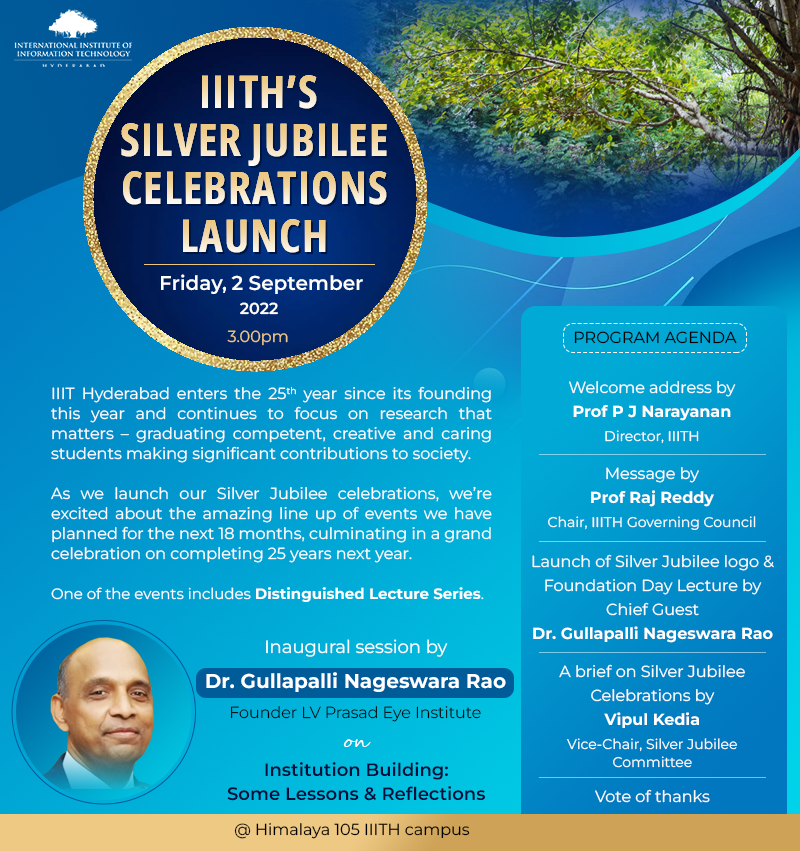 INTERNATIONAL INSTITUTE OF
INFORMATION TECHNOLOGY
HYDERABAD
IIITH'S
SILVER JUBILEE
CELEBRATIONS
LAUNCH
Friday, 2 September
2022
3.00pm
IIIT Hyderabad enters the 25th year since its founding
this year and continues to focus on research that
matters – graduating competent, creative and caring
students making significant contributions to society.
As we launch our Silver Jubilee celebrations, we're
excited about the amazing line up of events we have
planned for the next 18 months, culminating in a grand
celebration on completing 25 years next year.
One of the events includes Distinguished Lecture Series.
Inaugural session by
Dr. Gullapalli Nageswara Rao
Founder LV Prasad Eye Institute
on
Institution Building:
Some Lessons & Reflections
PROGRAM AGENDA
Welcome address by
Prof P J Narayanan
Director, IIITH
Message by
Prof Raj Reddy
Chair, IIITH Governing Council
Launch of Silver Jubilee logo &
Foundation Day Lecture by
Chief Guest
Dr. Gullapalli Nageswara Rao
A brief on Silver Jubilee
Celebrations by
Vipul Kedia
Vice-Chair, Silver Jubilee
Committee
Vote of thanks
@ Himalaya 105 IIITH campus